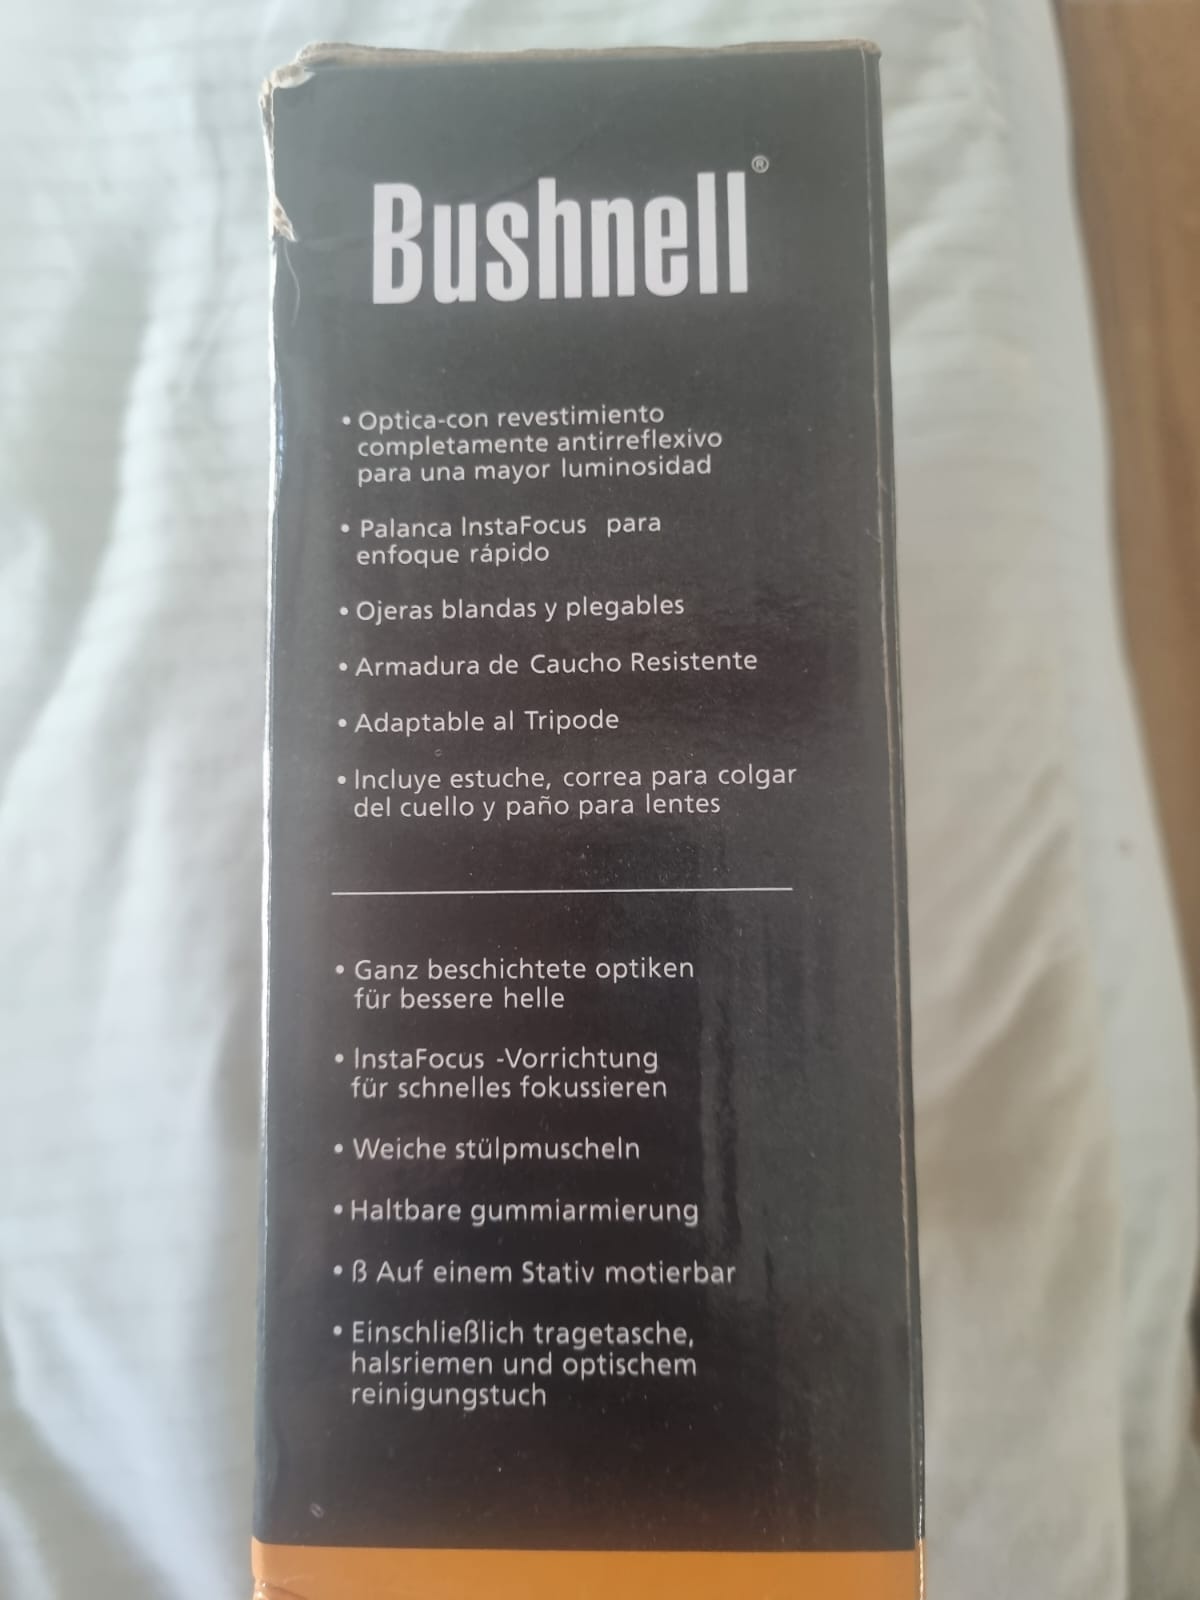 Bushnell®
• Optica-con revestimiento
completamente antirreflexivo
para una mayor luminosidad
• Palanca InstaFocus para
enfoque rápido
• Ojeras blandas y plegables
• Armadura de Caucho Resistente
• Adaptable al Tripode
• Incluye estuche, correa para colgar
del cuello y paño para lentes
• Ganz beschichtete optiken
für bessere helle
• InstaFocus -Vorrichtung
für schnelles fokussieren
• Weiche stülpmuscheln
• Haltbare gummiarmierung
• ß Auf einem Stativ motierbar
• Einschließlich tragetasche,
halsriemen und optischem
reinigungstuch